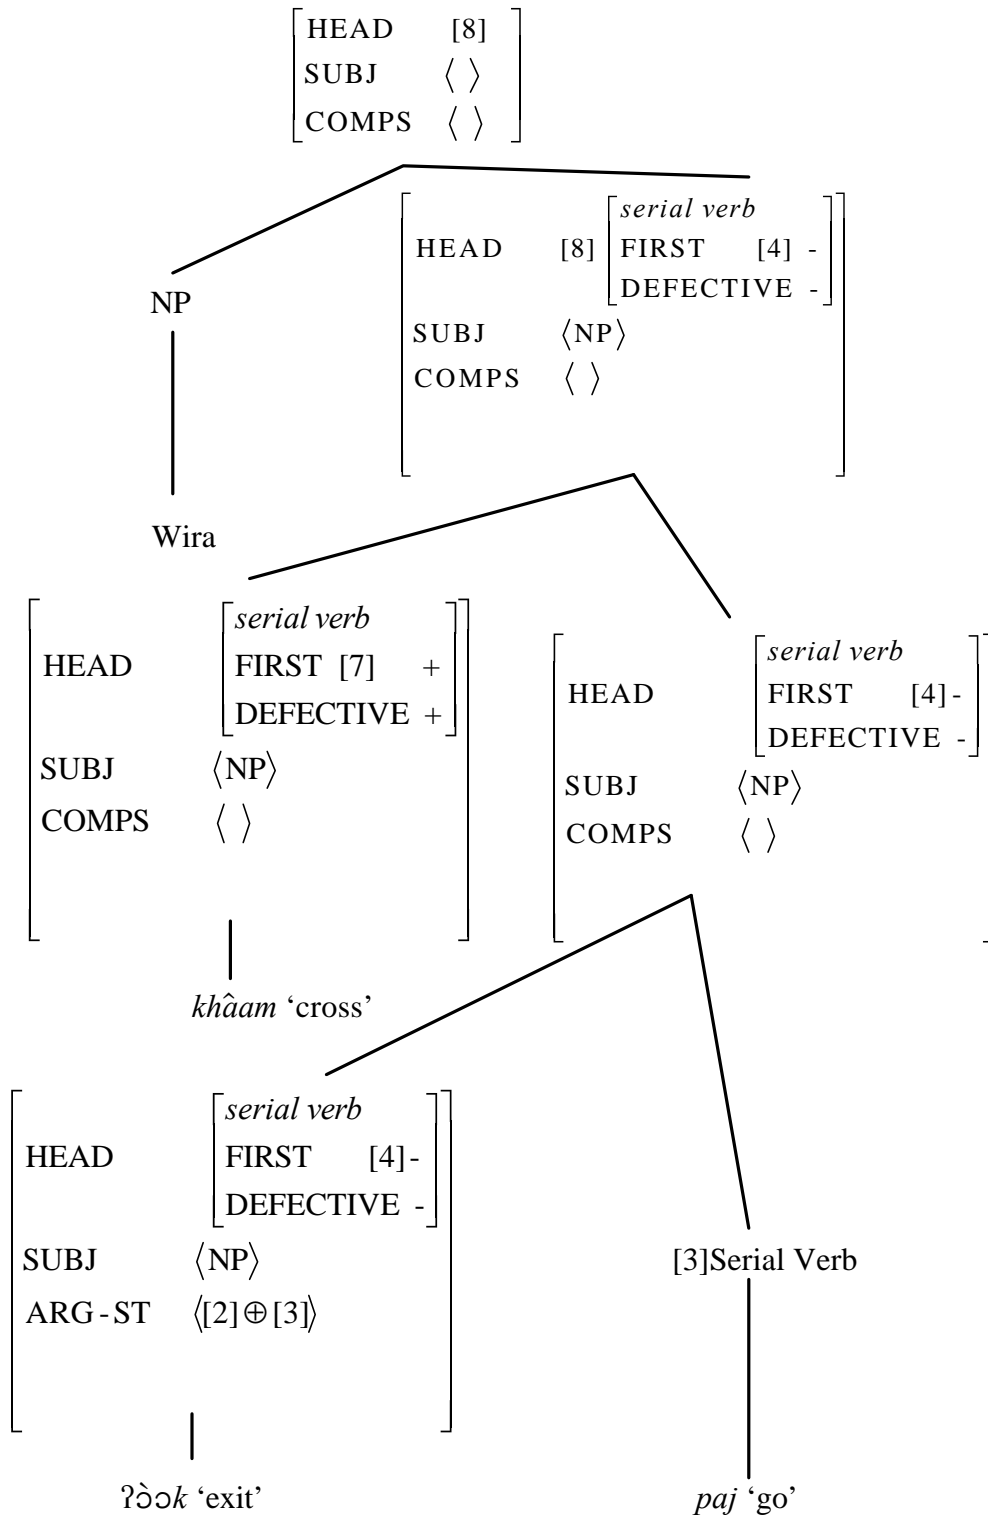 HEAD [8]
SUBJ ⟨ ⟩
COMPS ⟨ ⟩
serial verb
HEAD [8] FIRST [4] -
DEFECTIVE -
SUBJ ⟨NP⟩
COMPS ⟨ ⟩
NP
Wira
serial verb
HEAD FIRST [7] +
DEFECTIVE +
SUBJ ⟨NP⟩
COMPS ⟨ ⟩
serial verb
HEAD FIRST [4] -
DEFECTIVE -
SUBJ ⟨NP⟩
COMPS ⟨ ⟩
khâam ‘cross’
serial verb
HEAD FIRST [4] -
DEFECTIVE -
SUBJ ⟨NP⟩
ARG-ST ⟨[2]⊕[3]⟩
[3]Serial Verb
ʔɔ̀ɔk ‘exit’
paj ‘go’